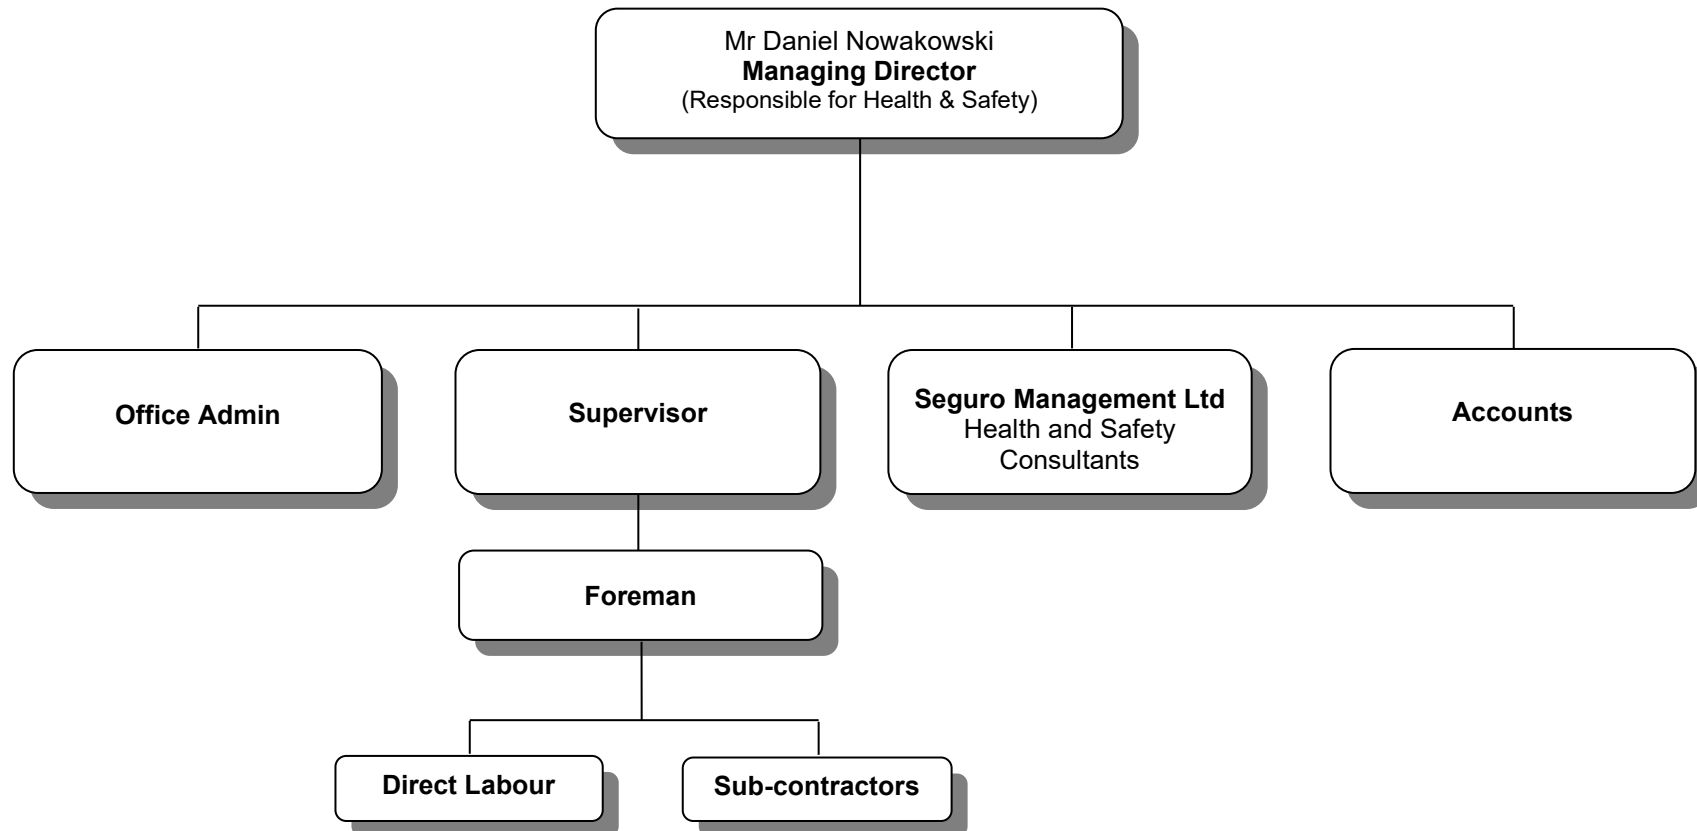 Mr Daniel Nowakowski
Managing Director
(Responsible for Health & Safety)
Office Admin
Supervisor
Seguro Management Ltd
Health and Safety
Consultants
Accounts
Foreman
Direct Labour
Sub-contractors